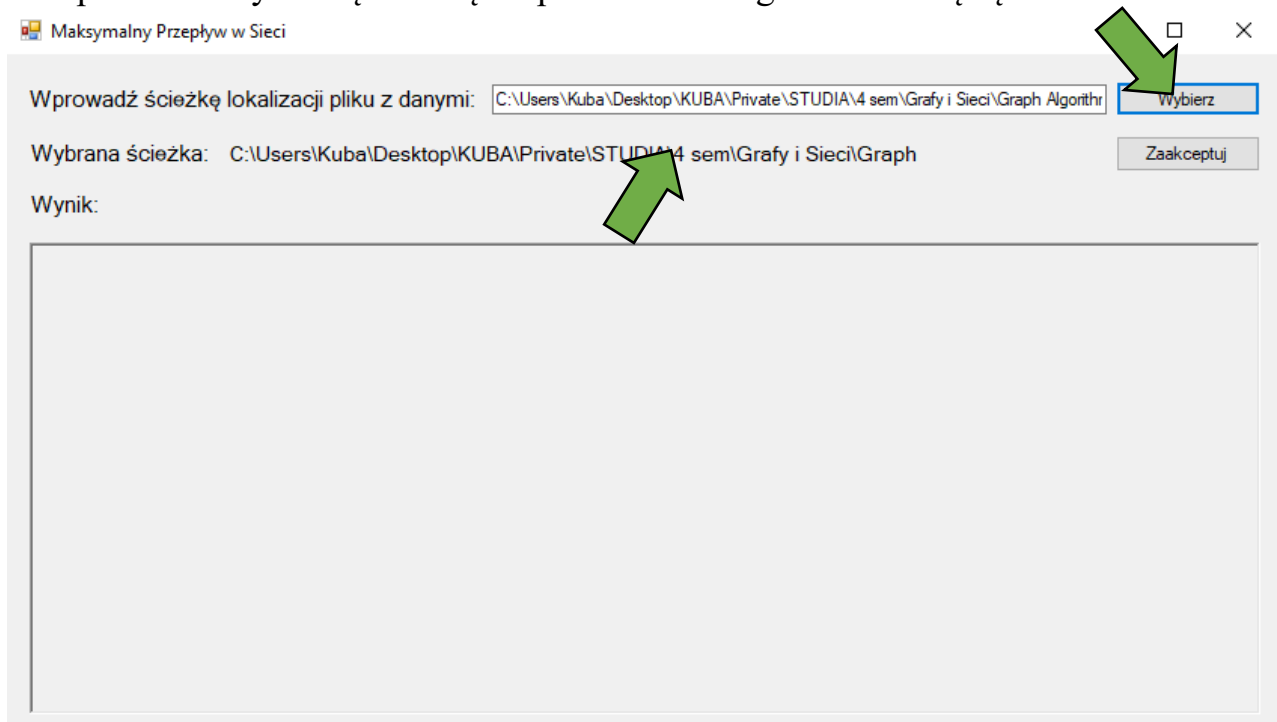 Maksymalny Przepływ w Sieci
Wprowadź ścieżkę lokalizacji pliku z danymi: C:\Users\Kuba\Desktop\KUBA\Private\STUDIA\4 sem\Grafy i Sieci\Graph Algorithr Wybierz
Wybrana ścieżka: C:\Users\Kuba\Desktop\KUBA\Private\STUDIA\4 sem\Grafy i Sieci\Graph Zaakceptuj
Wynik: